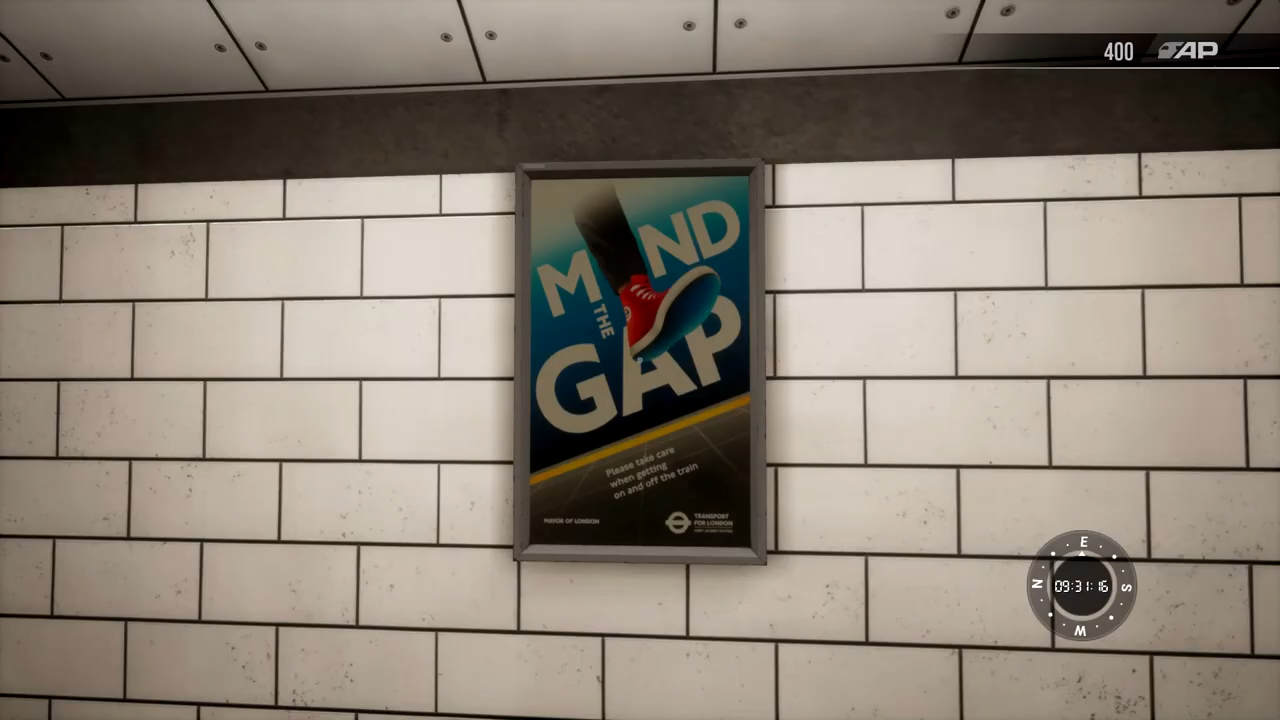 400 AP
M ND
THE
GAP
Please take care
when getting
on and off the train
MAYOR OF LONDON
TRANSPORT
FOR LONDON
E
N
09:31:16
S
W